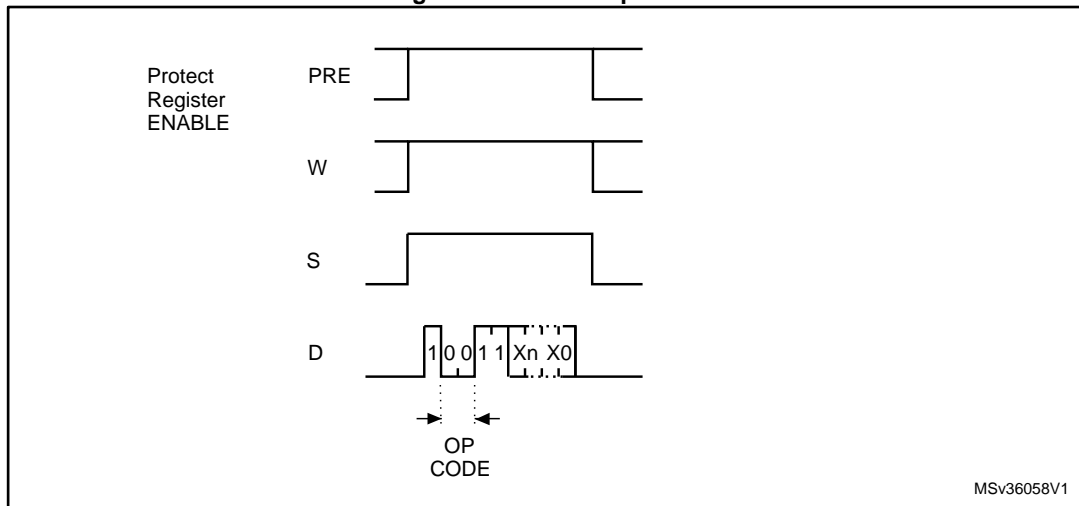 Protect
Register
ENABLE
PRE
W
S
D
1 0 0 1 1 Xn X0
OP
CODE
MSv36058V1